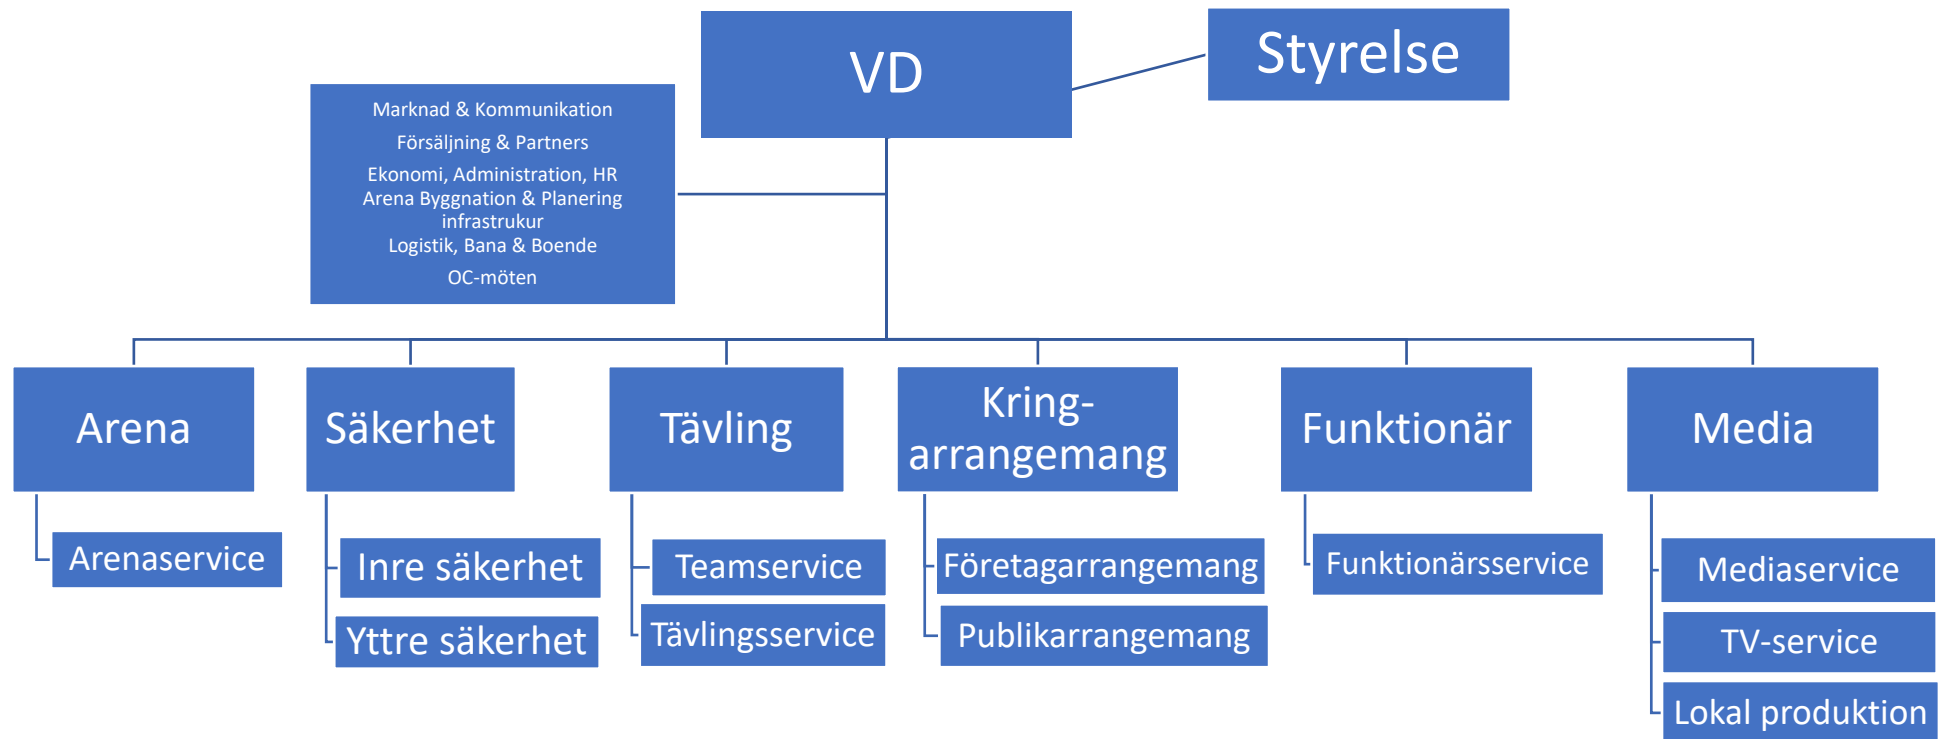 VD
Styrelse
Marknad & Kommunikation
Försäljning & Partners
Ekonomi, Administration, HR
Arena Byggnation & Planering
infrastrukur
Logistik, Bana & Boende
OC-möten
Arena
Säkerhet
Tävling
Kring-
arrangemang
Funktionär
Media
Arenaservice
Inre säkerhet
Yttre säkerhet
Teamservice
Tävlingsservice
Företagarrangemang
Publikarrangemang
Funktionärsservice
Mediaservice
TV-service
Lokal produktion